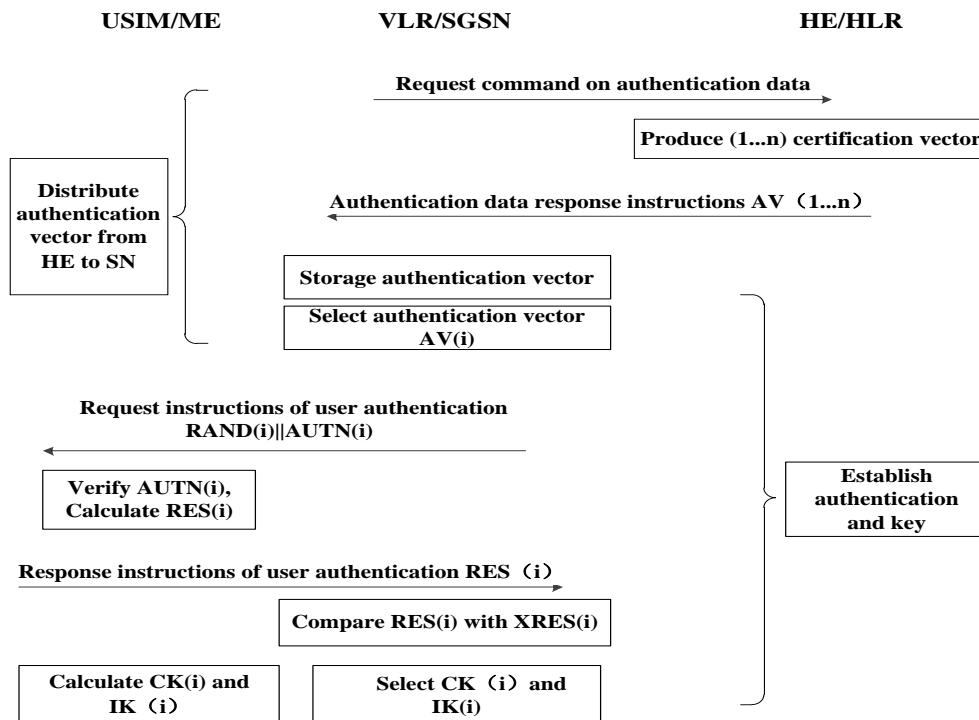 USIM/ME VLR/SGSN HE/HLR
Request command on authentication data
Produce (1...n) certification vector
Distribute
authentication
vector from
HE to SN
Authentication data response instructions AV（1...n）
Storage authentication vector
Select authentication vector
AV(i)
Request instructions of user authentication
RAND(i)||AUTN(i)
Verify AUTN(i),
Calculate RES(i)
Establish
authentication
and key
Response instructions of user authentication RES（i）
Compare RES(i) with XRES(i)
Calculate CK(i) and
IK（i）
Select CK（i）and
IK(i)